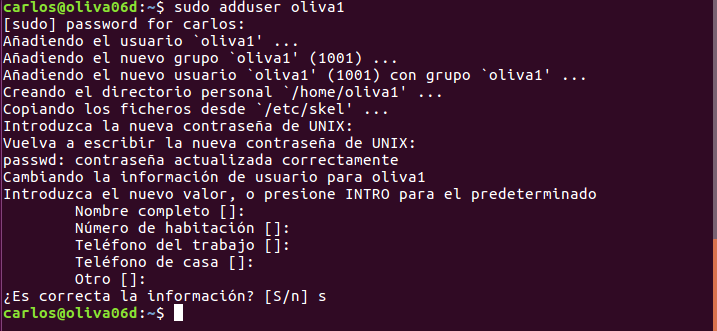 carlos@oliva06d:~$ sudo adduser oliva1
[sudo] password for carlos:
Añadiendo el usuario `oliva1' ...
Añadiendo el nuevo grupo `oliva1' (1001) ...
Añadiendo el nuevo usuario `oliva1' (1001) con grupo `oliva1' ...
Creando el directorio personal `/home/oliva1' ...
Copiando los ficheros desde `/etc/skel' ...
Introduzca la nueva contraseña de UNIX:
Vuelva a escribir la nueva contraseña de UNIX:
passwd: contraseña actualizada correctamente
Cambiando la información de usuario para oliva1
Introduzca el nuevo valor, o presione INTRO para el predeterminado
Nombre completo []:
Número de habitación []:
Teléfono del trabajo []:
Teléfono de casa []:
Otro []:
¿Es correcta la información? [S/n] s
carlos@oliva06d:~$